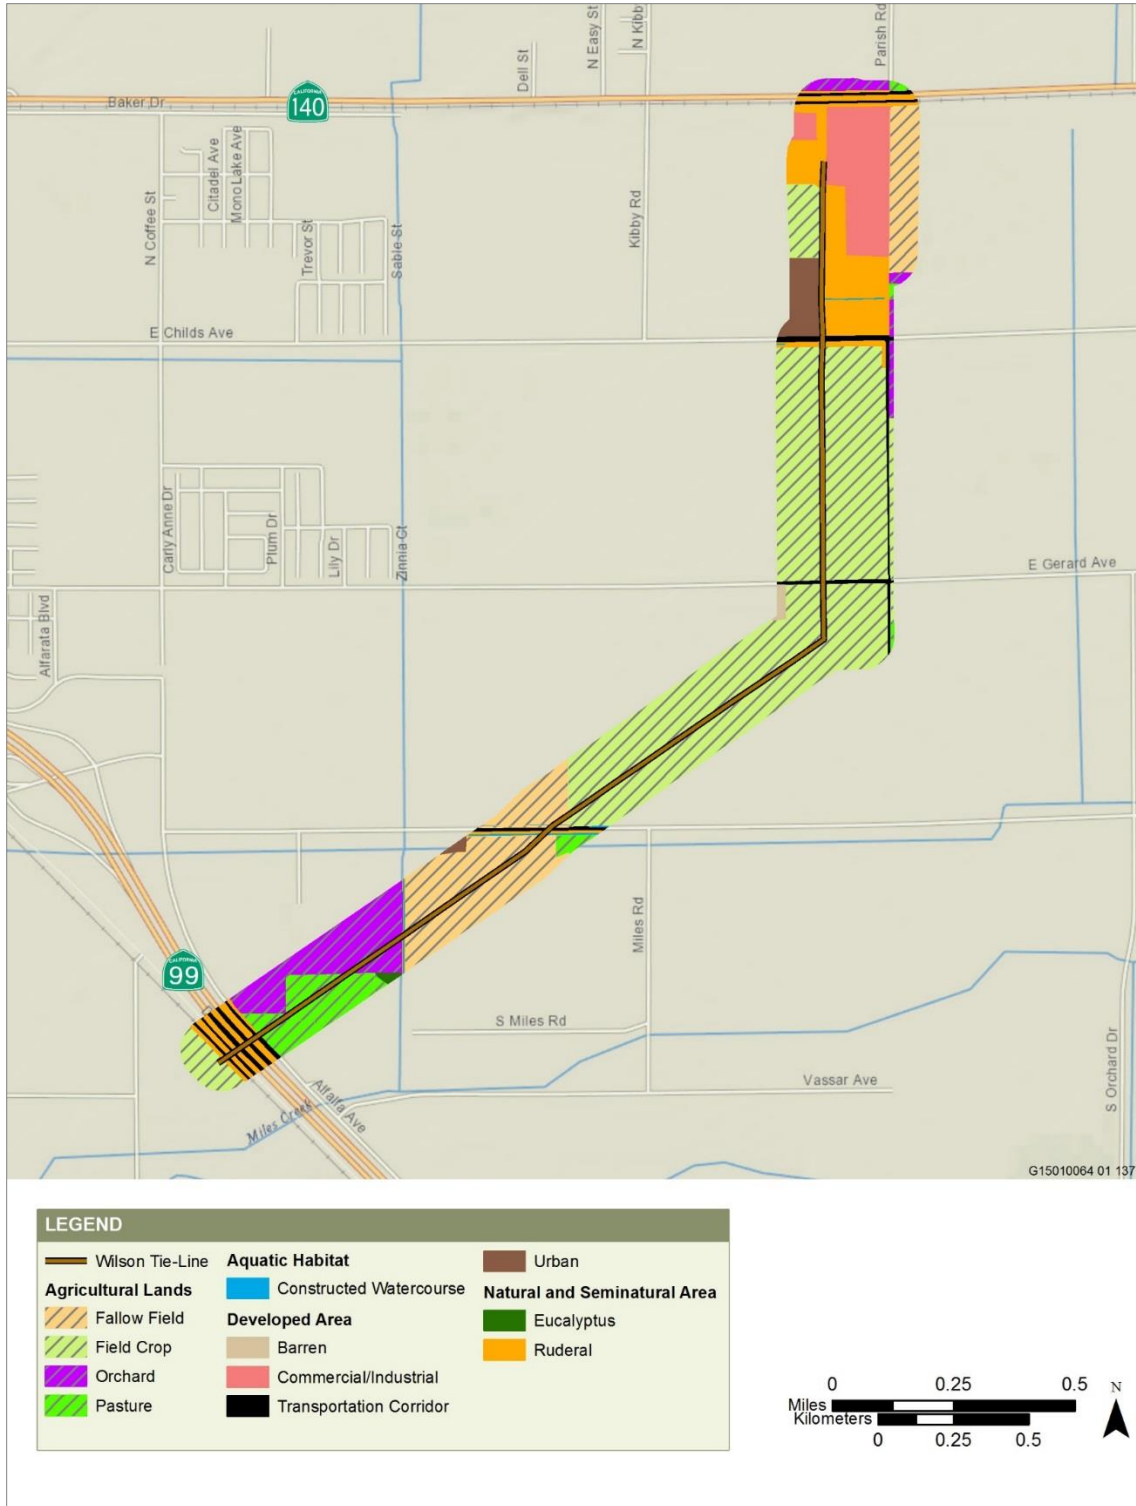 Dell St
N Easy St
N Kibby
Parish Rd
Baker Dr
CALIFORNIA
140
Citadel Ave
Mono Lake Ave
N Coffee St
Trevor St
Sable St
Kibby Rd
E Childs Ave
Carly Anne Dr
Plum Dr
Lily Dr
Zinnia Ct
E Gerard Ave
Alfarata Blvd
CALIFORNIA
99
Miles Rd
S Miles Rd
Vassar Ave
S Orchard Dr
Alfalfa Ave
Miles Creek
G15010064 01 137
LEGEND
Wilson Tie-Line
Agricultural Lands
Fallow Field
Field Crop
Orchard
Pasture
Aquatic Habitat
Constructed Watercourse
Developed Area
Barren
Commercial/Industrial
Transportation Corridor
Urban
Natural and Seminatural Area
Eucalyptus
Ruderal
0 0.25 0.5
Miles
Kilometers
0 0.25 0.5
N